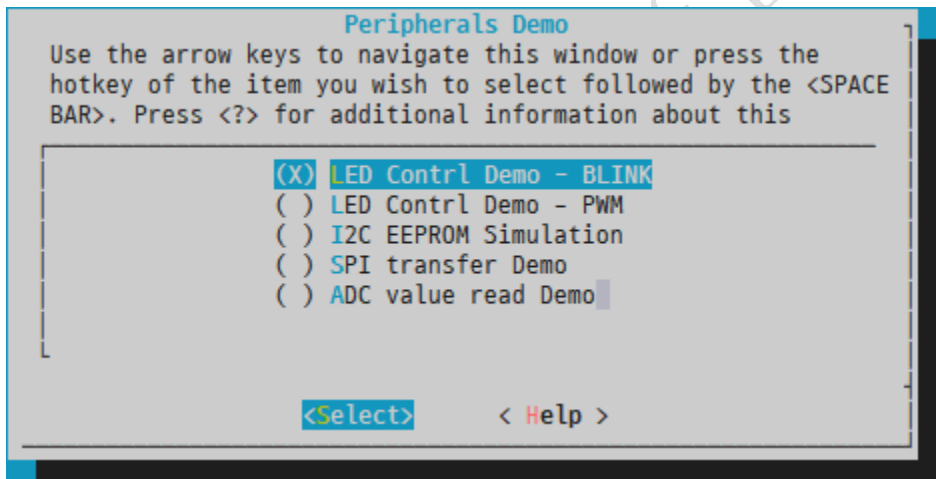 Peripherals Demo
Use the arrow keys to navigate this window or press the
hotkey of the item you wish to select followed by the <SPACE
BAR>. Press <?> for additional information about this
(X) LED Contrl Demo - BLINK
( ) LED Contrl Demo - PWM
( ) I2C EEPROM Simulation
( ) SPI transfer Demo
( ) ADC value read Demo
<Select> < Help >